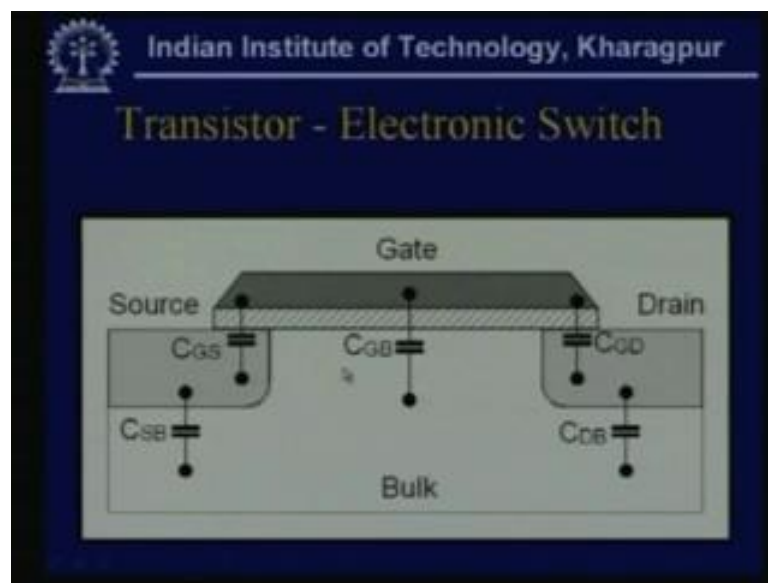 Indian Institute of Technology, Kharagpur
Transistor - Electronic Switch
Gate
Source
Drain
CGS
CGB
CGD
CSB
CDB
Bulk